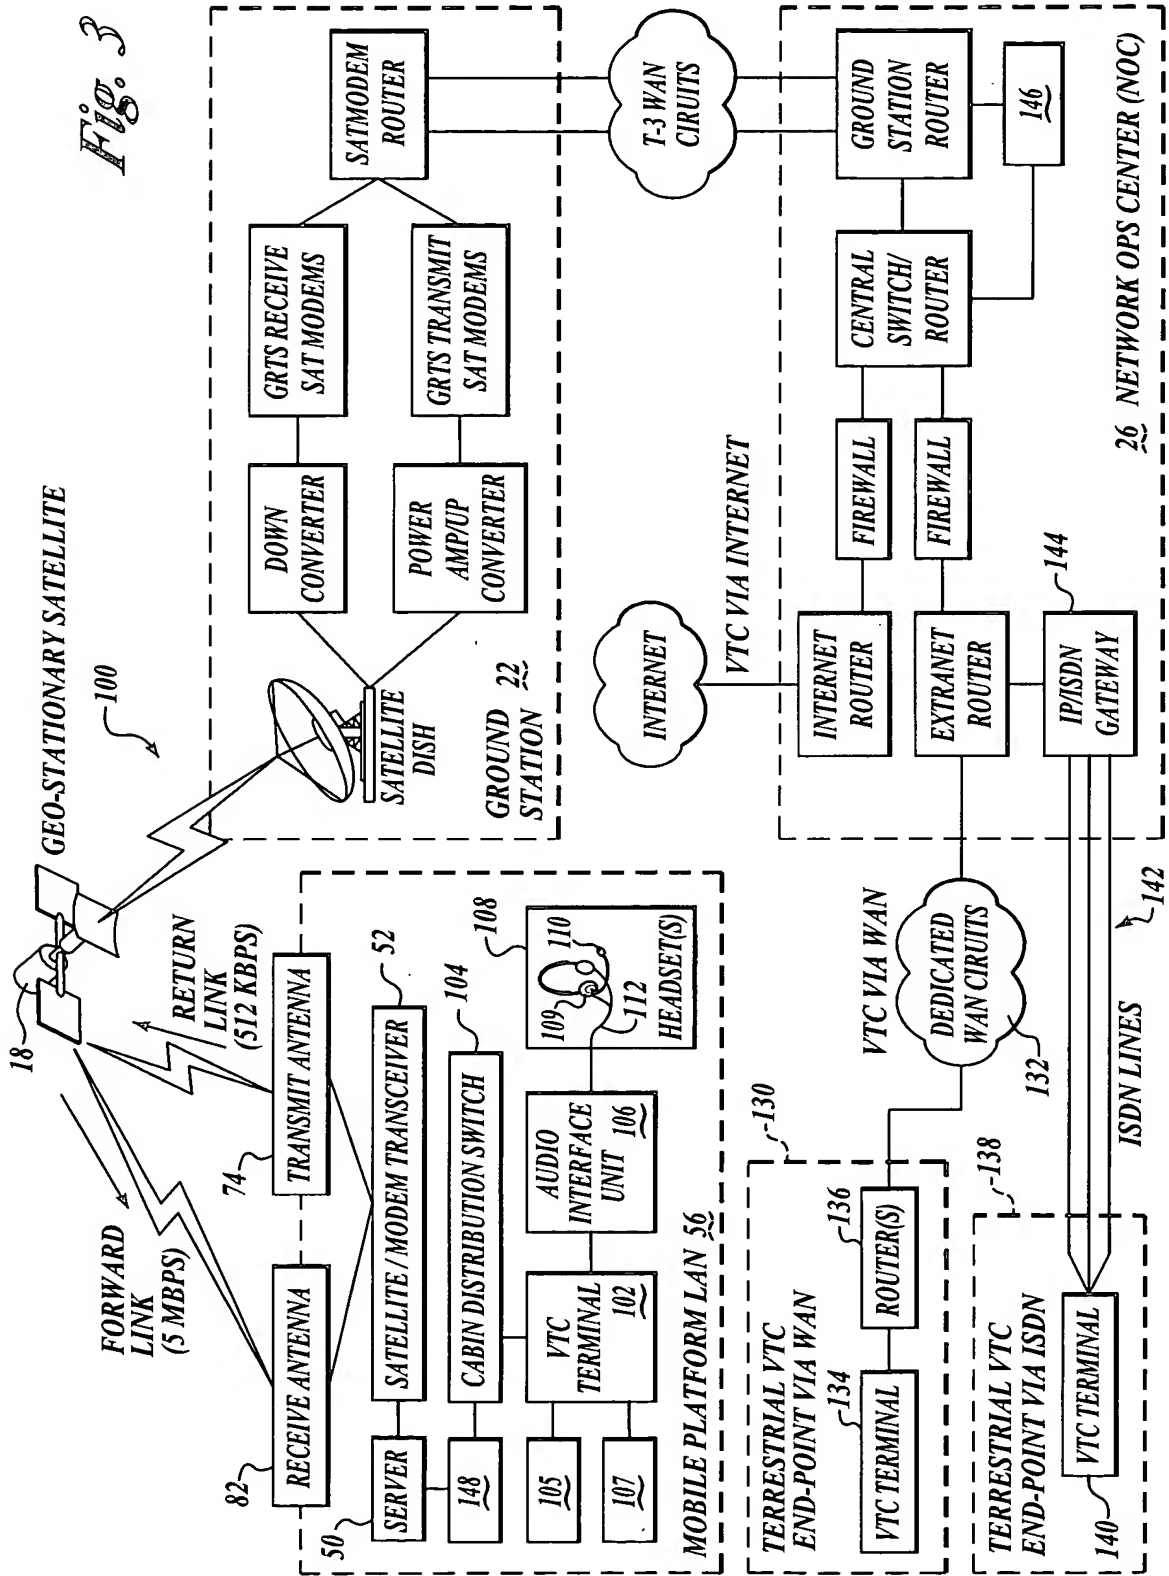 Fig. 3
100
18
GEO-STATIONARY SATELLITE
FORWARD
LINK
(5 MBPS)
RETURN
LINK
(512 KBPS)
82
RECEIVE ANTENNA
74
TRANSMIT ANTENNA
50
SERVER
SATELLITE / MODEM TRANSCEIVER
52
148
CABIN DISTRIBUTION SWITCH
104
105
107
VTC
TERMINAL
102
AUDIO
INTERFACE
UNIT 106
108
109
110
112
HEADSET(S)
MOBILE PLATFORM LAN 56
SATELLITE
DISH
GROUND
STATION
22
DOWN
CONVERTER
GRTS RECEIVE
SAT MODEMS
POWER
AMP/UP
CONVERTER
GRTS TRANSMIT
SAT MODEMS
SATMODEM
ROUTER
T-3 WAN
CIRUITS
INTERNET
VTC VIA INTERNET
INTERNET
ROUTER
FIREWALL
EXTRANET
ROUTER
FIREWALL
CENTRAL
SWITCH/
ROUTER
GROUND
STATION
ROUTER
146
IP/ISDN
GATEWAY
144
26 NETWORK OPS CENTER (NOC)
TERRESTRIAL VTC
END-POINT VIA WAN
130
134
VTC TERMINAL
136
ROUTER(S)
VTC VIA WAN
DEDICATED
WAN CIRUITS
132
TERRESTRIAL VTC
END-POINT VIA ISDN
138
VTC TERMINAL
140
ISDN LINES
142